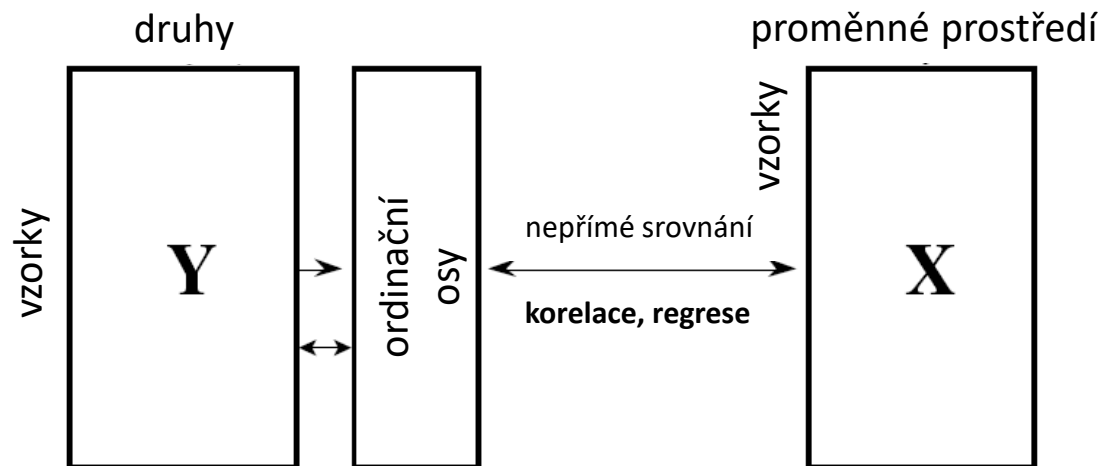 druhy
proměnné prostředí
vzorky
Y
ordinační
osy
nepřímé srovnání
korelace, regrese
vzorky
X